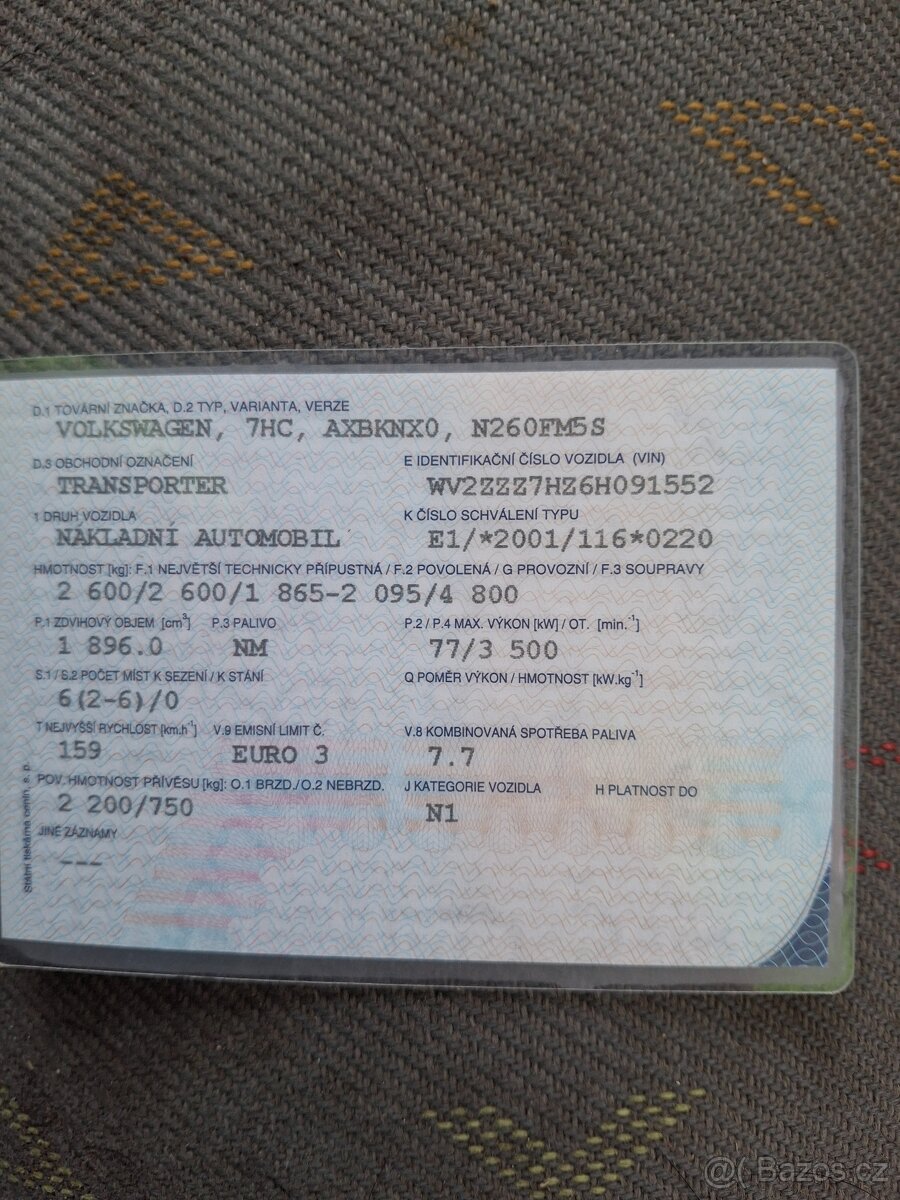 D.1 TOVÁRNÍ ZNAČKA, D.2 TYP, VARIANTA, VERZE
VOLKSWAGEN, 7HC, AXBKNX0, N260FM5S
D.3 OBCHODNÍ OZNAČENÍ E IDENTIFIKAČNÍ ČÍSLO VOZIDLA (VIN)
TRANSPORTER WV2ZZZ7HZ6H091552
1 DRUH VOZIDLA K ČÍSLO SCHVÁLENÍ TYPU
NÁKLADNÍ AUTOMOBIL E1/*2001/116*0220
HMOTNOST [kg]: F.1 NEJVĚTŠÍ TECHNICKY PŘÍPUSTNÁ / F.2 POVOLENÁ / G PROVOZNÍ / F.3 SOUPRAVY
2 600/2 600/1 865-2 095/4 800
P.1 ZDVIHOVÝ OBJEM [cm³] P.3 PALIVO P.2 / P.4 MAX. VÝKON [kW] / OT. [min.⁻¹]
1 896.0 NM 77/3 500
S.1 / S.2 POČET MÍST K SEZENÍ / K STÁNÍ Q POMĚR VÝKON / HMOTNOST [kW.kg⁻¹]
6(2-6)/0
T NEJVYŠŠÍ RYCHLOST [km.h⁻¹] V.9 EMISNÍ LIMIT Č. V.8 KOMBINOVANÁ SPOTŘEBA PALIVA
159 EURO 3 7.7
POV. HMOTNOST PŘÍVĚSU [kg]: O.1 BRZD./O.2 NEBRZD. J KATEGORIE VOZIDLA H PLATNOST DO
2 200/750 N1
JINÉ ZÁZNAMY
---
Státní tiskárna cenin, s. p.
@( Bazos.cz